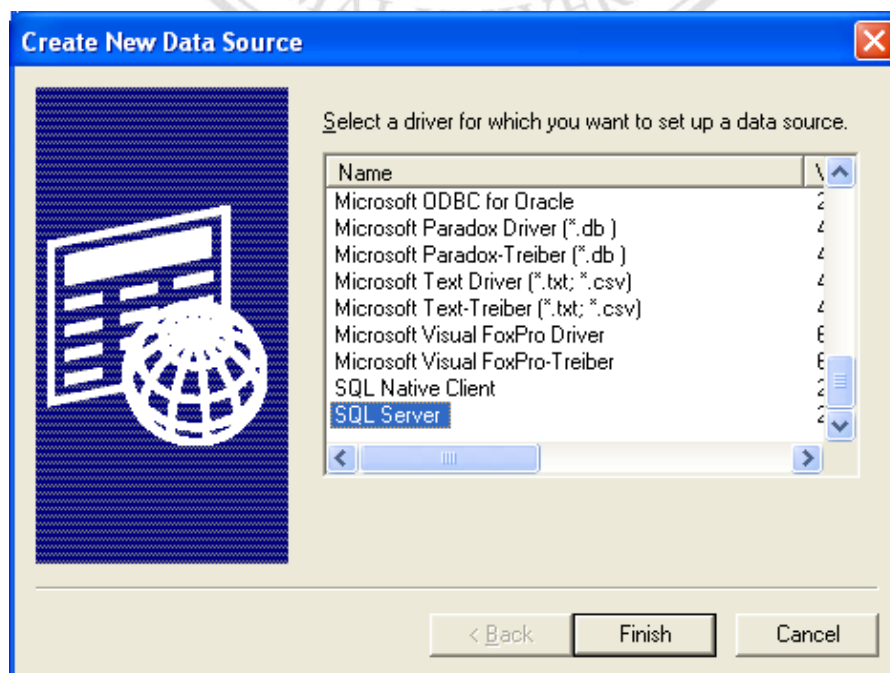 Create New Data Source
Select a driver for which you want to set up a data source.
Name
Microsoft ODBC for Oracle
Microsoft Paradox Driver (*.db )
Microsoft Paradox-Treiber (*.db )
Microsoft Text Driver (*.txt; *.csv)
Microsoft Text-Treiber (*.txt; *.csv)
Microsoft Visual FoxPro Driver
Microsoft Visual FoxPro-Treiber
SQL Native Client
SQL Server
< Back Finish Cancel